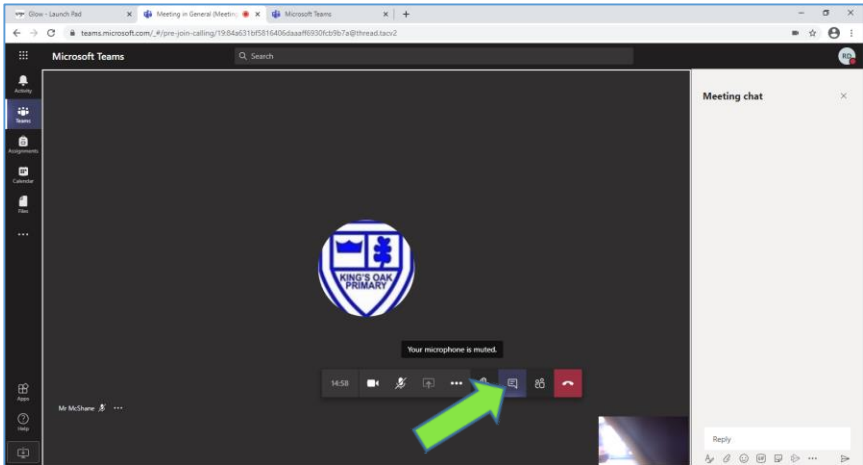 Glow - Launch Pad
Meeting in General (Meeting
Microsoft Teams
teams.microsoft.com/_#/pre-join-calling/19:84a631bf5816406daaaff6930fcb9b7a@thread.tacv2
Microsoft Teams
Search
RD
Activity
Teams
Assignments
Calendar
Files
Meeting chat
KING'S OAK
PRIMARY
Your microphone is muted.
14:58
Mr McShane
Apps
Help
Reply